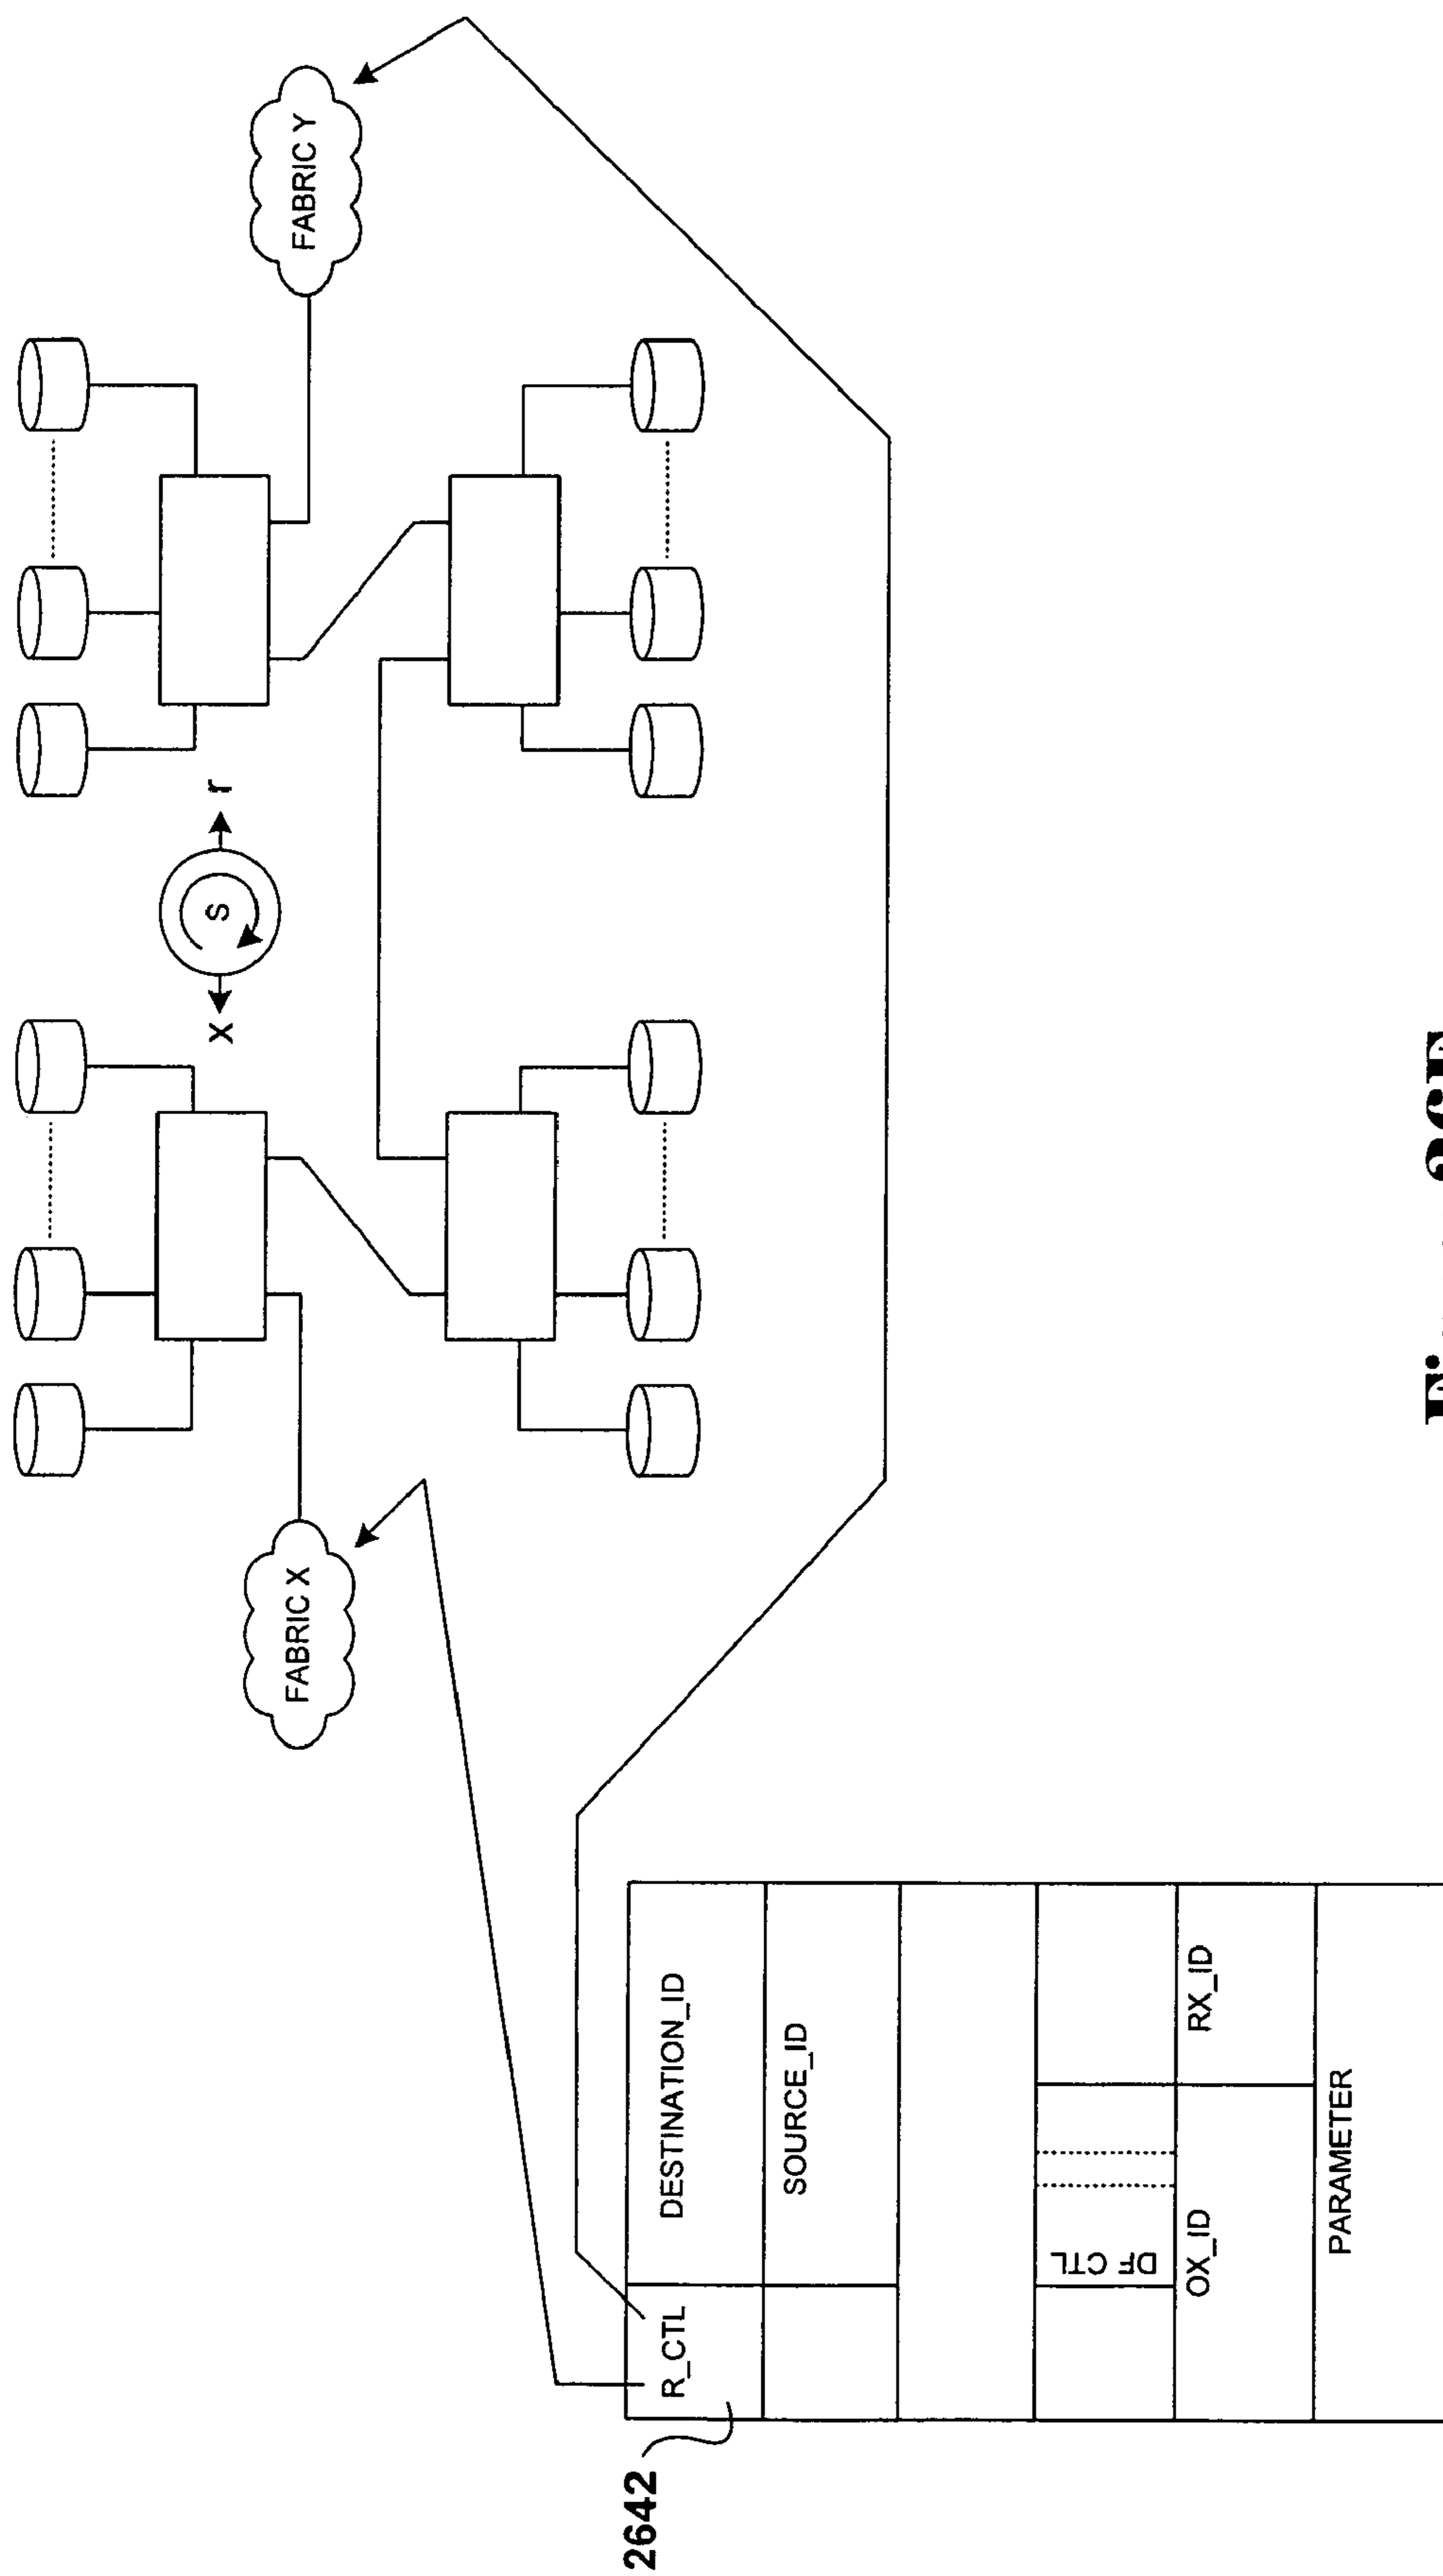 FABRIC X
FABRIC Y
X
S
r
2642
R_CTL
DESTINATION_ID
SOURCE_ID
DF CTL
OX_ID
RX_ID
PARAMETER